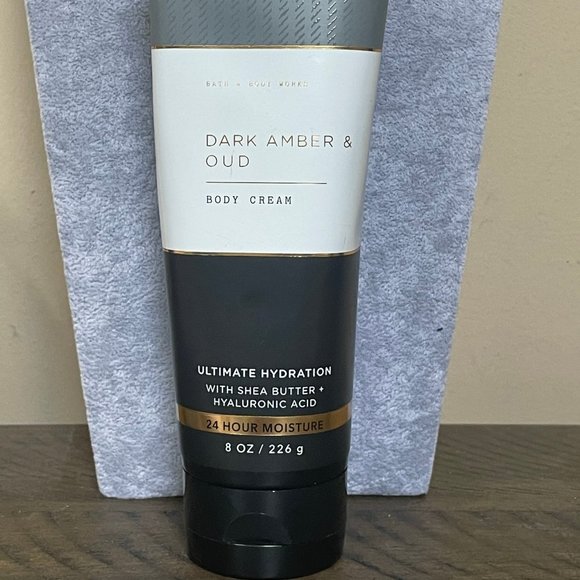 BATH & BODY WORKS
DARK AMBER &
OUD
BODY CREAM
ULTIMATE HYDRATION
WITH SHEA BUTTER +
HYALURONIC ACID
24 HOUR MOISTURE
8 OZ / 226 g